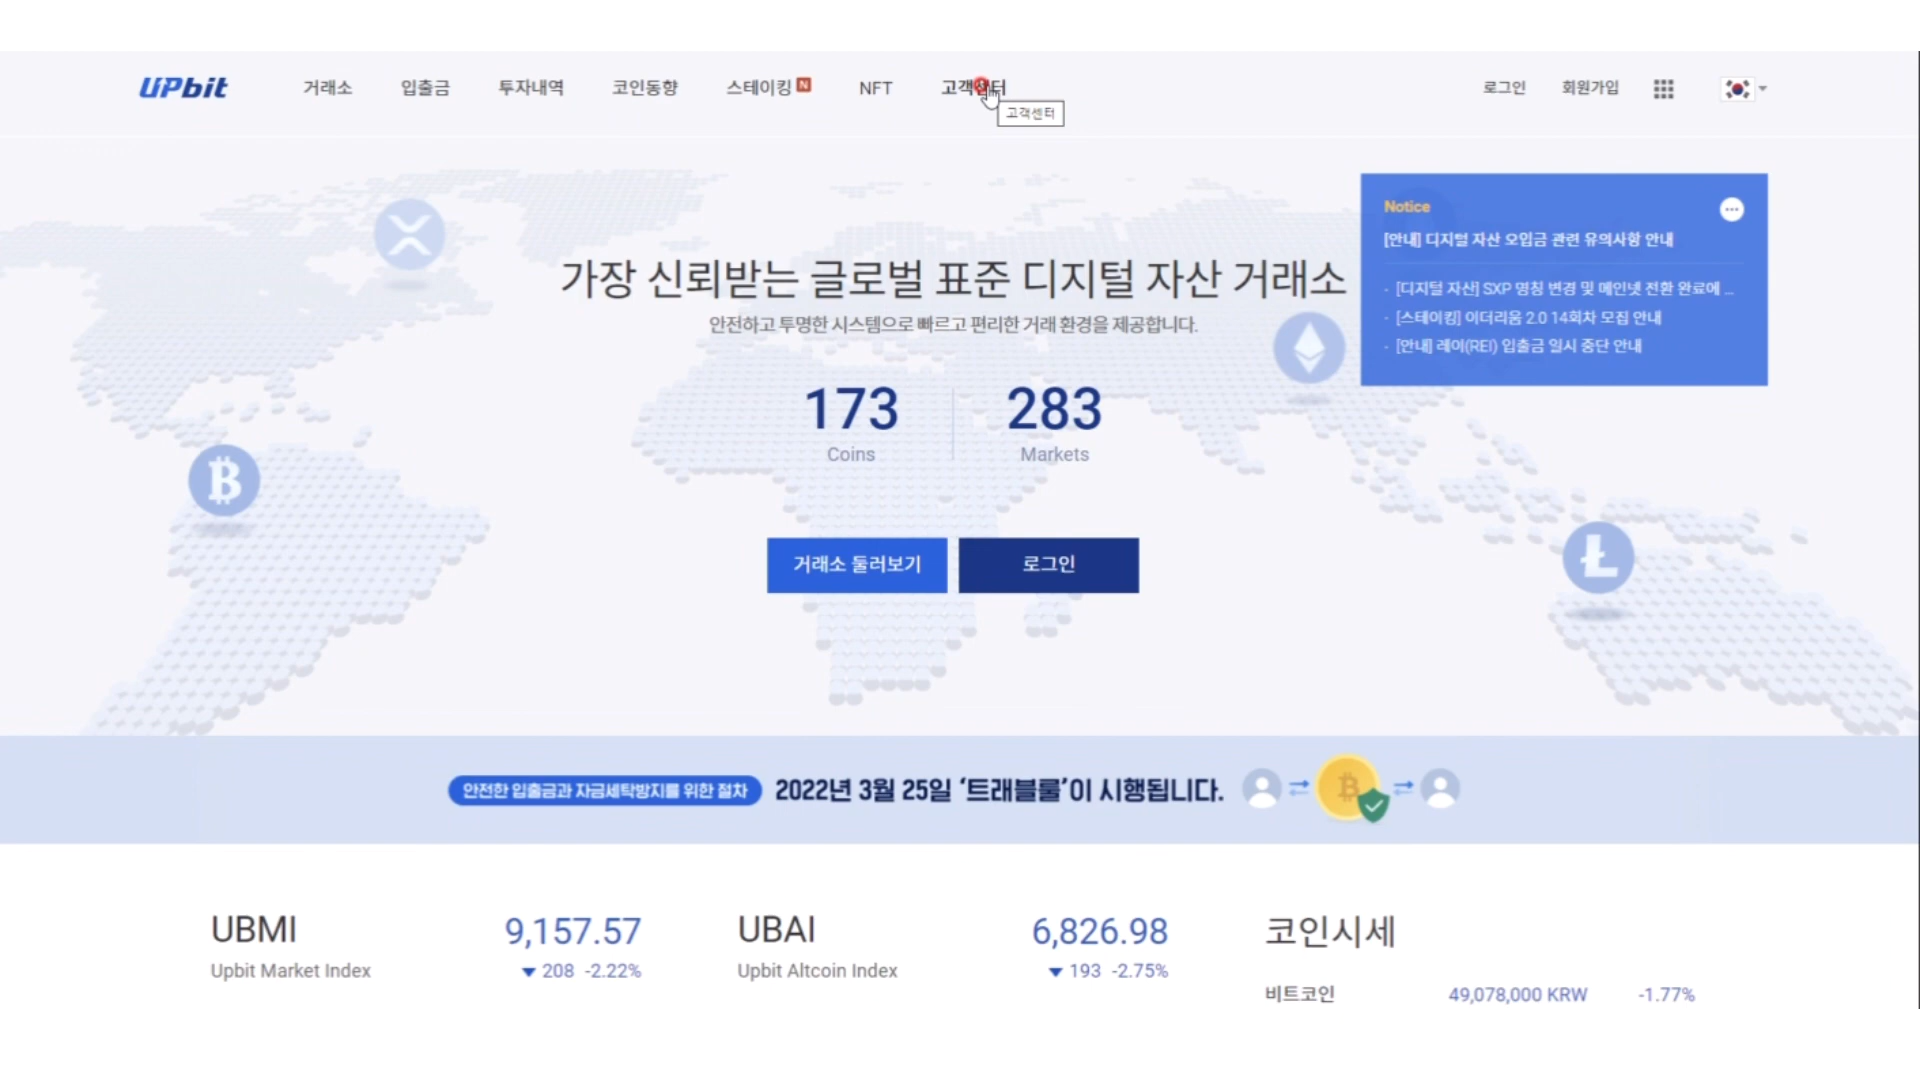 UPbit 거래소 입출금 투자내역 코인동향 스테이킹 N NFT 고객센터 로그인 회원가입
고객센터
Notice
[안내] 디지털 자산 오입금 관련 유의사항 안내
· [디지털 자산] SXP 명칭 변경 및 메인넷 전환 완료에 ...
· [스테이킹] 이더리움 2.0 14회차 모집 안내
· [안내] 레이(REI) 입출금 일시 중단 안내
가장 신뢰받는 글로벌 표준 디지털 자산 거래소
안전하고 투명한 시스템으로 빠르고 편리한 거래 환경을 제공합니다.
173 283
Coins Markets
거래소 둘러보기 로그인
안전한 입출금과 자금세탁방지를 위한 절차 2022년 3월 25일 ‘트래블룰’이 시행됩니다.
UBMI 9,157.57 UBAI 6,826.98 코인시세
Upbit Market Index ▼ 208 -2.22% Upbit Altcoin Index ▼ 193 -2.75%
비트코인 49,078,000 KRW -1.77%